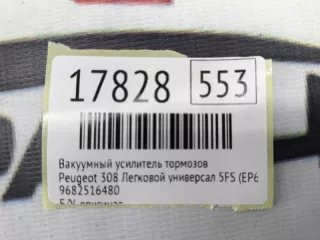 17828 553
Вакуумный усилитель тормозов
Peugeot 308 Легковой универсал 5FS (EP6
9682516480